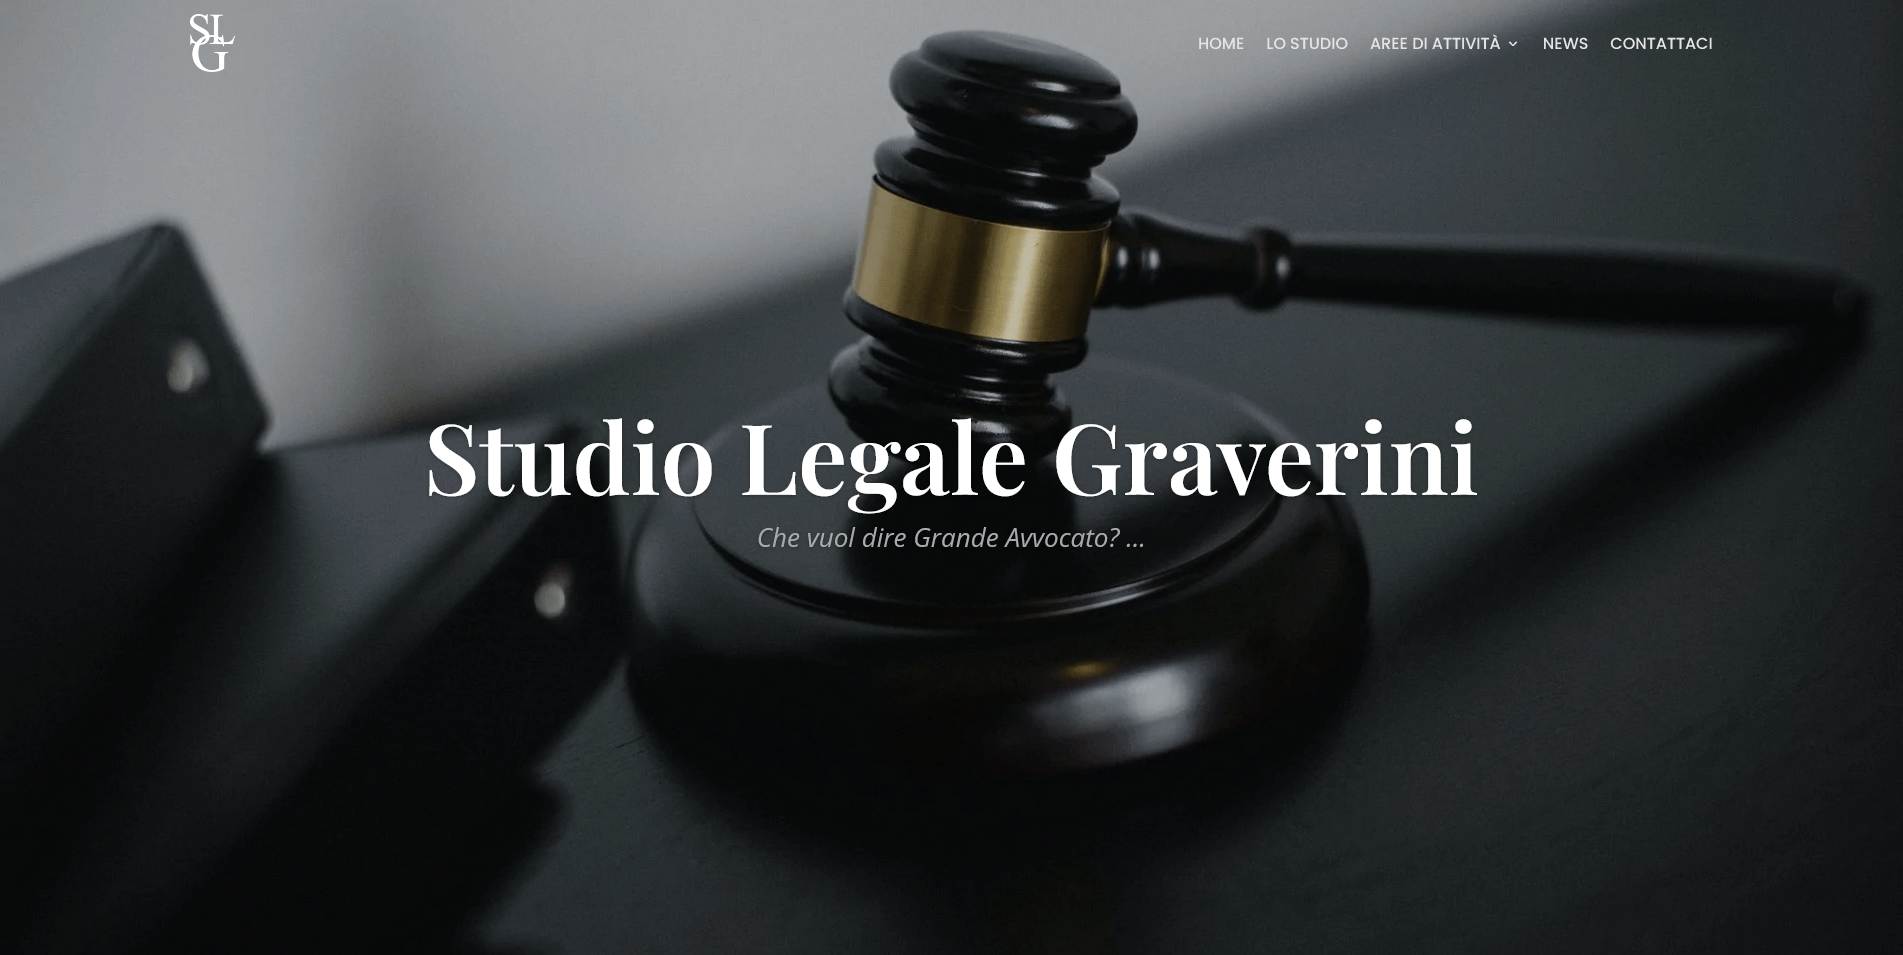 SLG
HOME LO STUDIO AREE DI ATTIVITÀ NEWS CONTATTACI
Studio Legale Graverini
Che vuol dire Grande Avvocato? ...